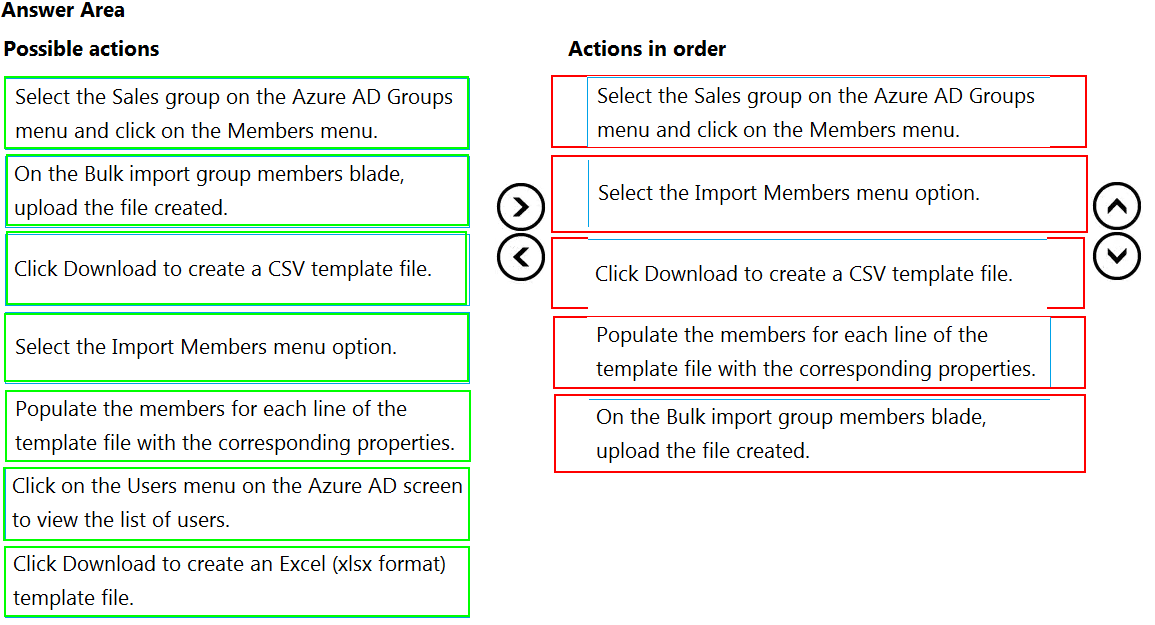 Answer Area
Possible actions
Select the Sales group on the Azure AD Groups
menu and click on the Members menu.
On the Bulk import group members blade,
upload the file created.
Click Download to create a CSV template file.
Select the Import Members menu option.
Populate the members for each line of the
template file with the corresponding properties.
Click on the Users menu on the Azure AD screen
to view the list of users.
Click Download to create an Excel (xlsx format)
template file.
Actions in order
Select the Sales group on the Azure AD Groups
menu and click on the Members menu.
Select the Import Members menu option.
Click Download to create a CSV template file.
Populate the members for each line of the
template file with the corresponding properties.
On the Bulk import group members blade,
upload the file created.